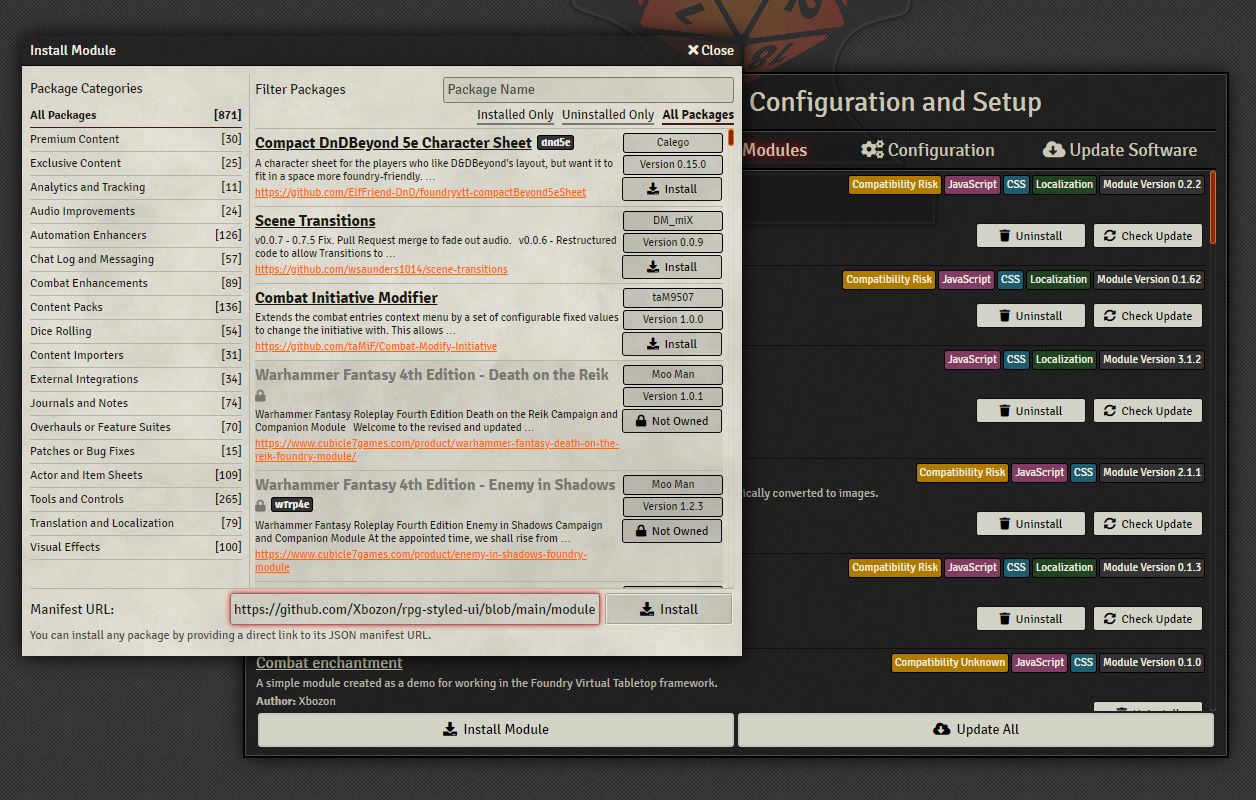 18
Install Module
Close
Package Categories
All Packages [871]
Premium Content [30]
Exclusive Content [25]
Analytics and Tracking [11]
Audio Improvements [24]
Automation Enhancers [126]
Chat Log and Messaging [57]
Combat Enhancements [89]
Content Packs [136]
Dice Rolling [54]
Content Importers [31]
External Integrations [34]
Journals and Notes [74]
Overhauls or Feature Suites [70]
Patches or Bug Fixes [15]
Actor and Item Sheets [109]
Tools and Controls [265]
Translation and Localization [79]
Visual Effects [100]
Filter Packages
Package Name
Installed Only Uninstalled Only All Packages
Compact DnDBeyond 5e Character Sheet dnd5e
A character sheet for the players who like D&DBeyond's layout, but want it to
fit in a space more foundry-friendly. ...
https://github.com/ElfFriend-DnD/foundryvtt-compactBeyond5eSheet
Calego
Version 0.15.0
Install
Scene Transitions
v0.0.7 - 0.7.5 Fix. Pull Request merge to fade out audio. v0.0.6 - Restructured
code to allow Transitions to ...
https://github.com/wsaunders1014/scene-transitions
DM_miX
Version 0.0.9
Install
Combat Initiative Modifier
Extends the combat entries context menu by a set of configurable fixed values
to change the initiative with. This allows ...
https://github.com/taMiF/Combat-Modify-Initiative
taM9507
Version 1.0.0
Install
Warhammer Fantasy 4th Edition - Death on the Reik
Warhammer Fantasy Roleplay Fourth Edition Death on the Reik Campaign and
Companion Module Welcome to the revised and updated ...
https://www.cubicle7games.com/product/warhammer-fantasy-death-on-the-
reik-foundry-module/
Moo Man
Version 1.0.1
Not Owned
Warhammer Fantasy 4th Edition - Enemy in Shadows
wfrp4e
Warhammer Fantasy Roleplay Fourth Edition Enemy in Shadows Campaign
and Companion Module At the appointed time, we shall rise from ...
https://www.cubicle7games.com/product/enemy-in-shadows-foundry-
module
Moo Man
Version 1.2.3
Not Owned
Manifest URL:
https://github.com/Xbozon/rpg-styled-ui/blob/main/module
Install
You can install any package by providing a direct link to its JSON manifest URL.
Configuration and Setup
Modules Configuration Update Software
Compatibility Risk JavaScript CSS Localization Module Version 0.2.2
Uninstall Check Update
Compatibility Risk JavaScript CSS Localization Module Version 0.1.62
Uninstall Check Update
JavaScript CSS Localization Module Version 3.1.2
Uninstall Check Update
Compatibility Risk JavaScript CSS Module Version 2.1.1
ically converted to images.
Uninstall Check Update
Compatibility Risk JavaScript CSS Localization Module Version 0.1.3
Uninstall Check Update
Combat enchantment
Compatibility Unknown JavaScript CSS Module Version 0.1.0
A simple module created as a demo for working in the Foundry Virtual Tabletop framework.
Author: Xbozon
Uninstall
Install Module Update All